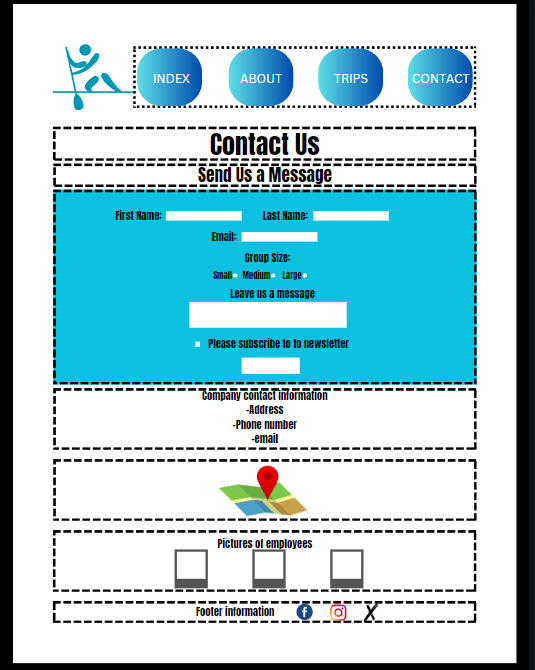 INDEX ABOUT TRIPS CONTACT
Contact Us
Send Us a Message
First Name: Last Name:
Email:
Group Size:
Small Medium Large
Leave us a message
Please subscribe to to newsletter
Company contact information
-Address
-Phone number
-email
Pictures of employees
Footer information